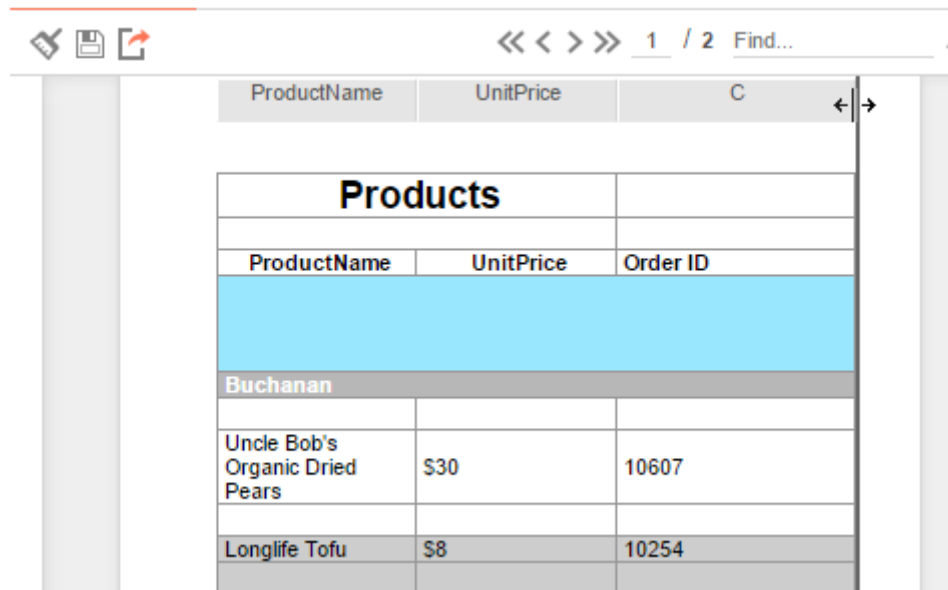 1 / 2 Find...
ProductName UnitPrice C
Products
ProductName UnitPrice Order ID
Buchanan
Uncle Bob's
Organic Dried $30 10607
Pears
Longlife Tofu $8 10254